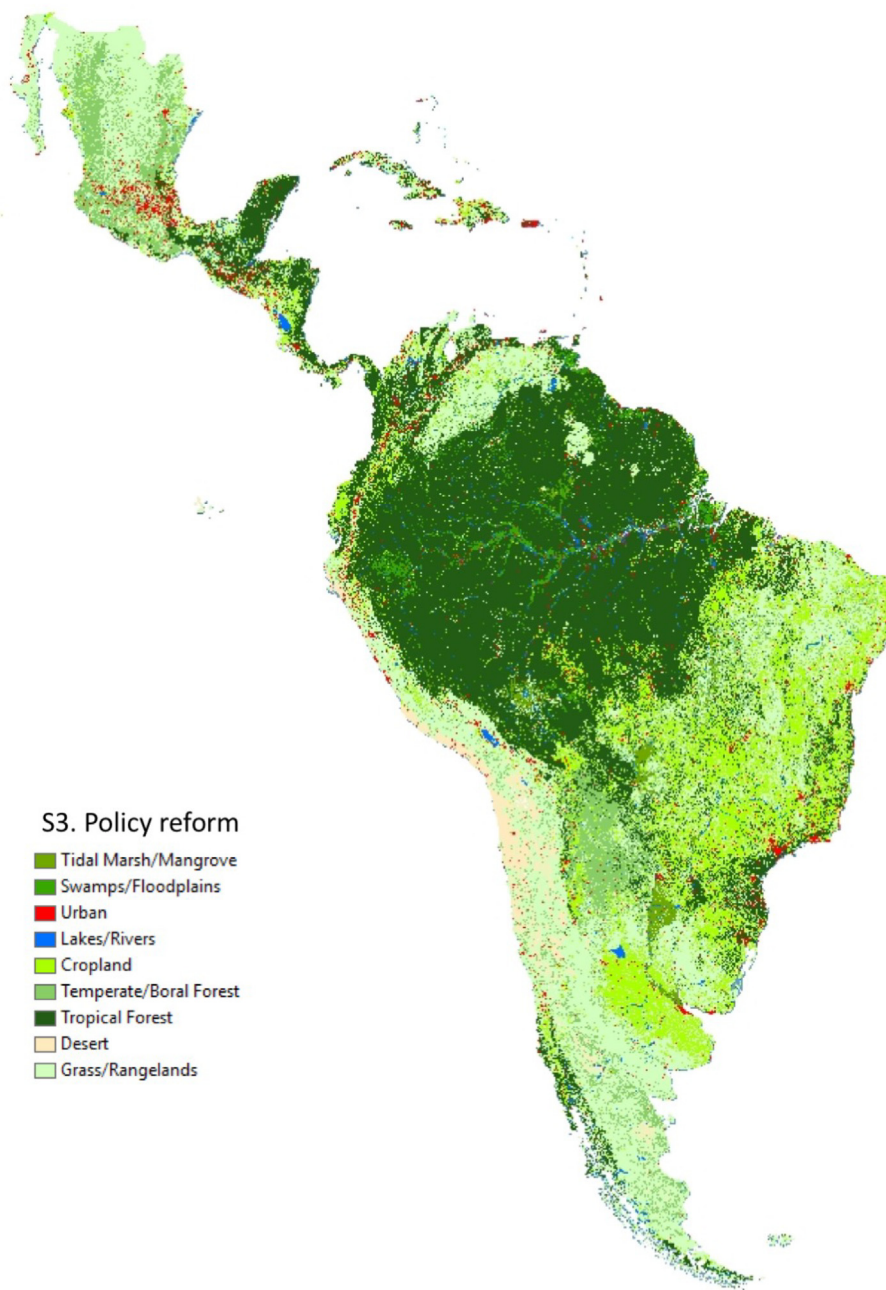 S3. Policy reform
Tidal Marsh/Mangrove
Swamps/Floodplains
Urban
Lakes/Rivers
Cropland
Temperate/Boral Forest
Tropical Forest
Desert
Grass/Rangelands